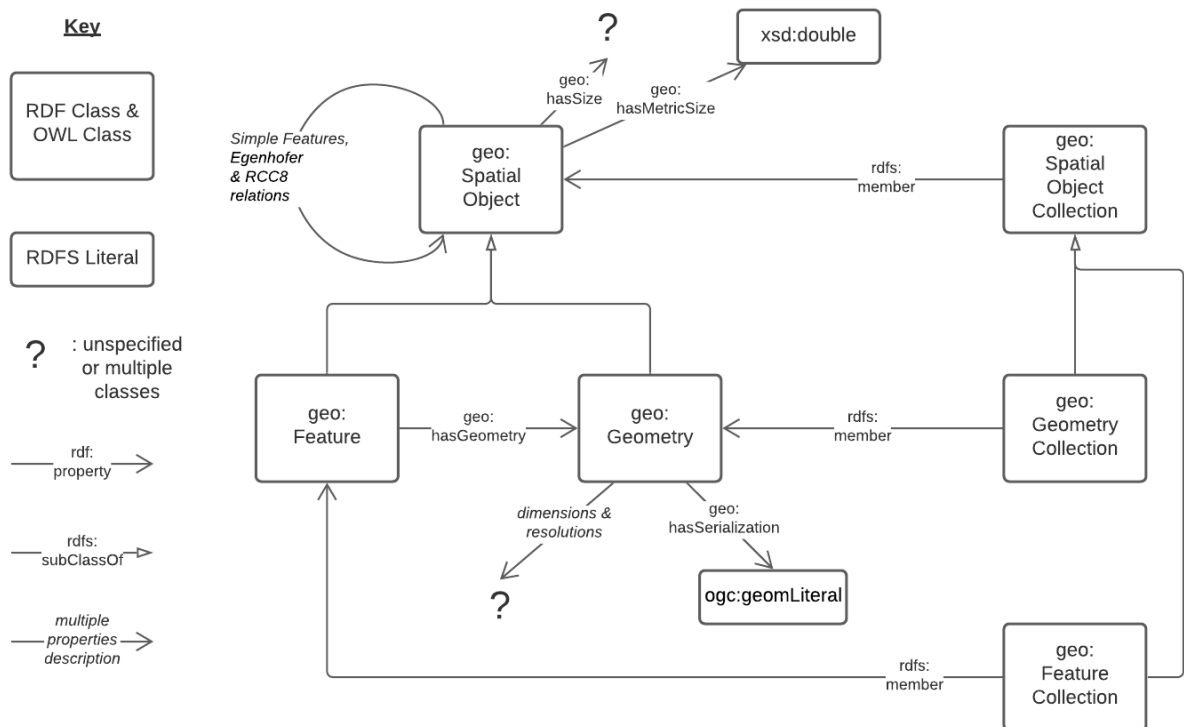 Key
RDF Class &
OWL Class
RDFS Literal
?
: unspecified
or multiple
classes
rdf:
property
rdfs:
subClassOf
multiple
properties
description
?
xsd:double
geo:
hasSize
geo:
hasMetricSize
Simple Features,
Egenhofer
& RCC8
relations
geo:
Spatial
Object
rdfs:
member
geo:
Spatial
Object
Collection
geo:
Feature
geo:
hasGeometry
geo:
Geometry
rdfs:
member
geo:
Geometry
Collection
dimensions &
resolutions
geo:
hasSerialization
?
ogc:geomLiteral
rdfs:
member
geo:
Feature
Collection